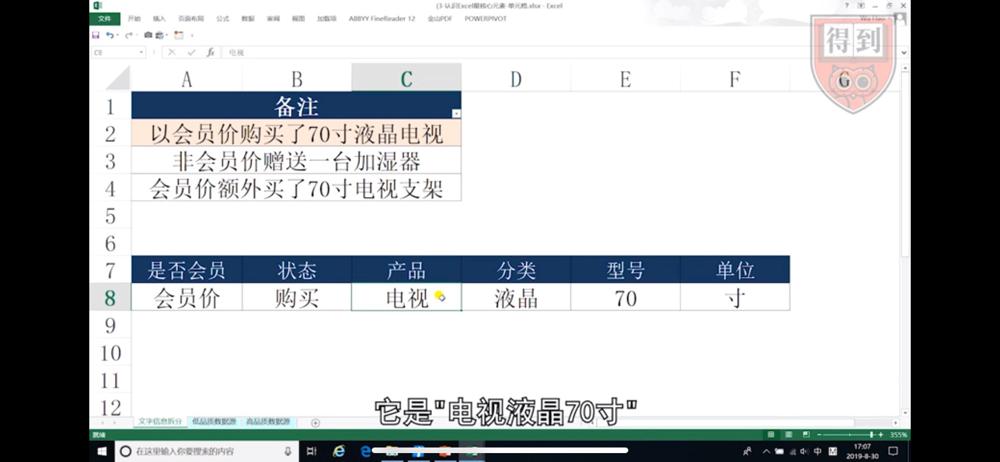 (3-认识)Excel最核心元素-单元格.xlsx - Excel
得到
文件 开始 插入 页面布局 公式 数据 审阅 视图 加载项 ABBYY FineReader 12 金山PDF POWERPIVOT
C8 fx 电视
A B C D E F G
1 备注
2 以会员价购买了70寸液晶电视
3 非会员价赠送一台加湿器
4 会员价额外买了70寸电视支架
5
6
7 是否会员 状态 产品 分类 型号 单位
8 会员价 购买 电视 液晶 70 寸
9
10
11
12
它是"电视液晶70寸"
文字信息拆分 低品质数据源 高品质数据源
就绪 355%
在这里输入你要搜索的内容
中 M
17:07
2019-8-30